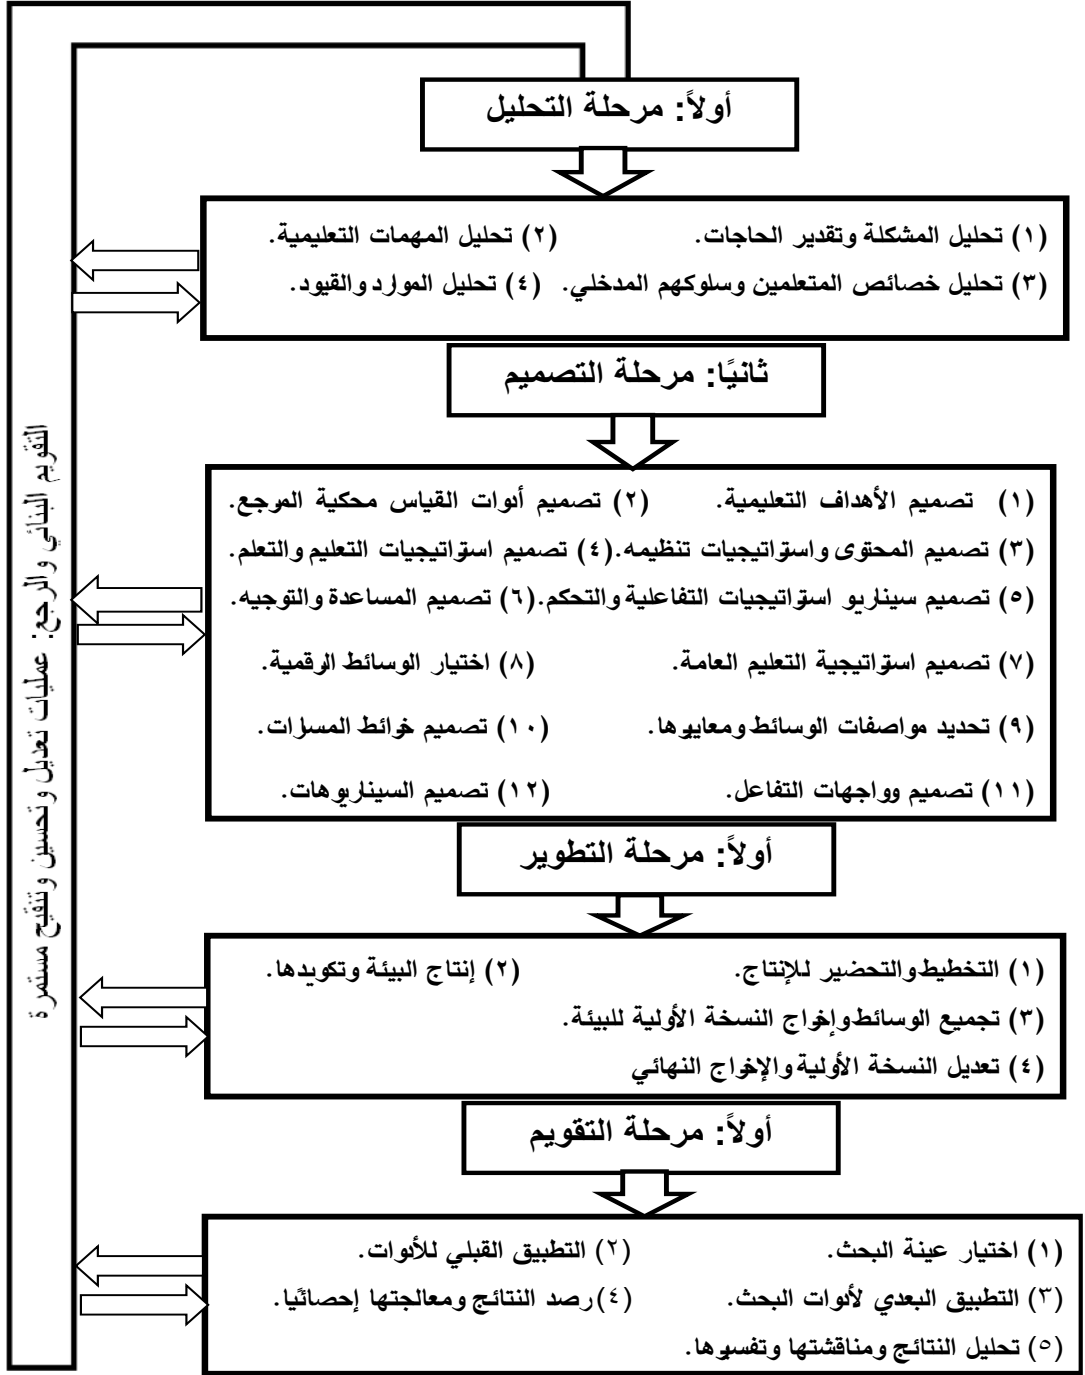 أولاً: مرحلة التحليل
(١) تحليل المشكلة وتقدير الحاجات. (٢) تحليل المهمات التعليمية.
(٣) تحليل خصائص المتعلمين وسلوكهم المدخلي. (٤) تحليل الموارد والقيود.
ثانيًا: مرحلة التصميم
(١) تصميم الأهداف التعليمية. (٢) تصميم أدوات القياس محكية المرجع.
(٣) تصميم المحتوى واستراتيجيات تنظيمه. (٤) تصميم استراتيجيات التعليم والتعلم.
(٥) تصميم سيناريو استراتيجيات التفاعلية والتحكم. (٦) تصميم المساعدة والتوجيه.
(٧) تصميم استراتيجية التعليم العامة. (٨) اختيار الوسائط الرقمية.
(٩) تحديد مواصفات الوسائط ومعاييرها. (١٠) تصميم خرائط المسارات.
(١١) تصميم وواجهات التفاعل. (١٢) تصميم السيناريوهات.
أولاً: مرحلة التطوير
(١) التخطيط والتحضير للإنتاج. (٢) إنتاج البيئة وتكويدها.
(٣) تجميع الوسائط وإخراج النسخة الأولية للبيئة.
(٤) تعديل النسخة الأولية والإخراج النهائي
أولاً: مرحلة التقويم
(١) اختيار عينة البحث. (٢) التطبيق القبلي للأدوات.
(٣) التطبيق البعدي لأدوات البحث. (٤) رصد النتائج ومعالجتها إحصائيًا.
(٥) تحليل النتائج ومناقشتها وتفسيرها.
التقويم البنائي والرجع: عمليات تعديل وتحسين وتنقيح مستمرة